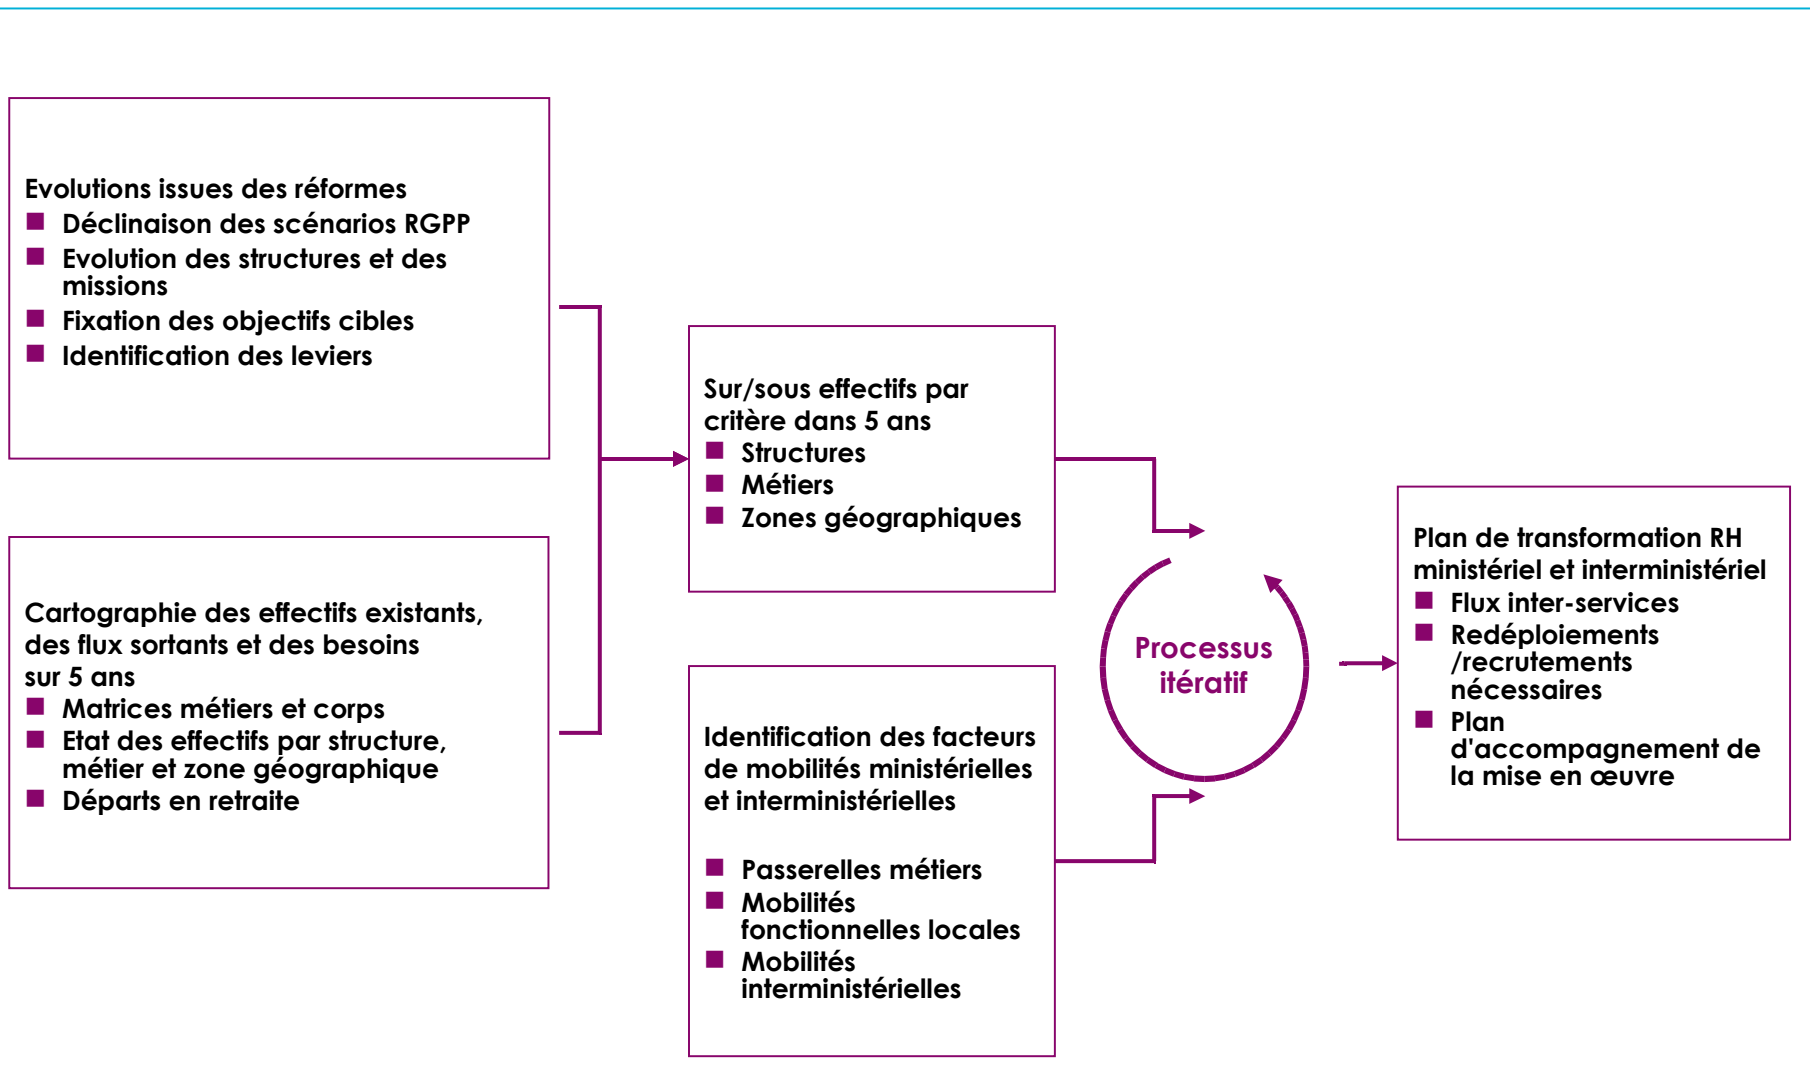 Evolutions issues des réformes
Déclinaison des scénarios RGPP
Evolution des structures et des
missions
Fixation des objectifs cibles
Identification des leviers
Cartographie des effectifs existants,
des flux sortants et des besoins
sur 5 ans
Matrices métiers et corps
Etat des effectifs par structure,
métier et zone géographique
Départs en retraite
Sur/sous effectifs par
critère dans 5 ans
Structures
Métiers
Zones géographiques
Identification des facteurs
de mobilités ministérielles
et interministérielles
Passerelles métiers
Mobilités
fonctionnelles locales
Mobilités
interministérielles
Processus
itératif
Plan de transformation RH
ministériel et interministériel
Flux inter-services
Redéploiements
/recrutements
nécessaires
Plan
d'accompagnement de
la mise en œuvre